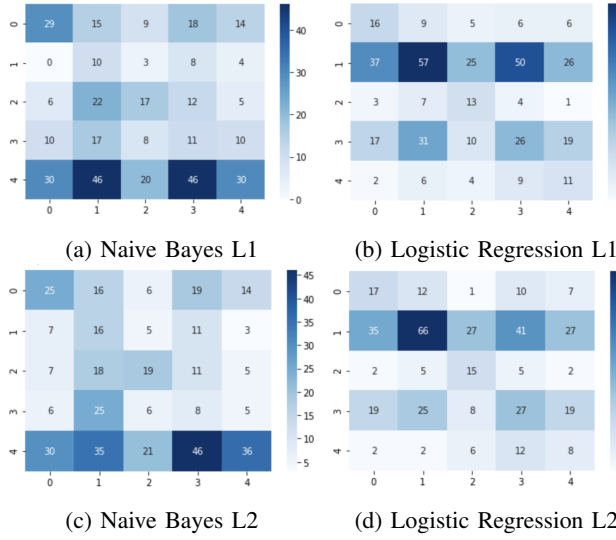 0 29 15 9 18 14
1 0 10 3 8 4
2 6 22 17 12 5
3 10 17 8 11 10
4 30 46 20 46 30
0 1 2 3 4
40
30
20
10
0
(a) Naive Bayes L1
0 16 9 5 6 6
1 37 57 25 50 26
2 3 7 13 4 1
3 17 31 10 26 19
4 2 6 4 9 11
0 1 2 3 4
(b) Logistic Regression L1
0 25 16 6 19 14
1 7 16 5 11 3
2 7 18 19 11 5
3 6 25 6 8 5
4 30 35 21 46 36
0 1 2 3 4
45
40
35
30
25
20
15
10
5
(c) Naive Bayes L2
0 17 12 1 10 7
1 35 66 27 41 27
2 2 5 15 5 2
3 19 25 8 27 19
4 2 2 6 12 8
0 1 2 3 4
(d) Logistic Regression L2